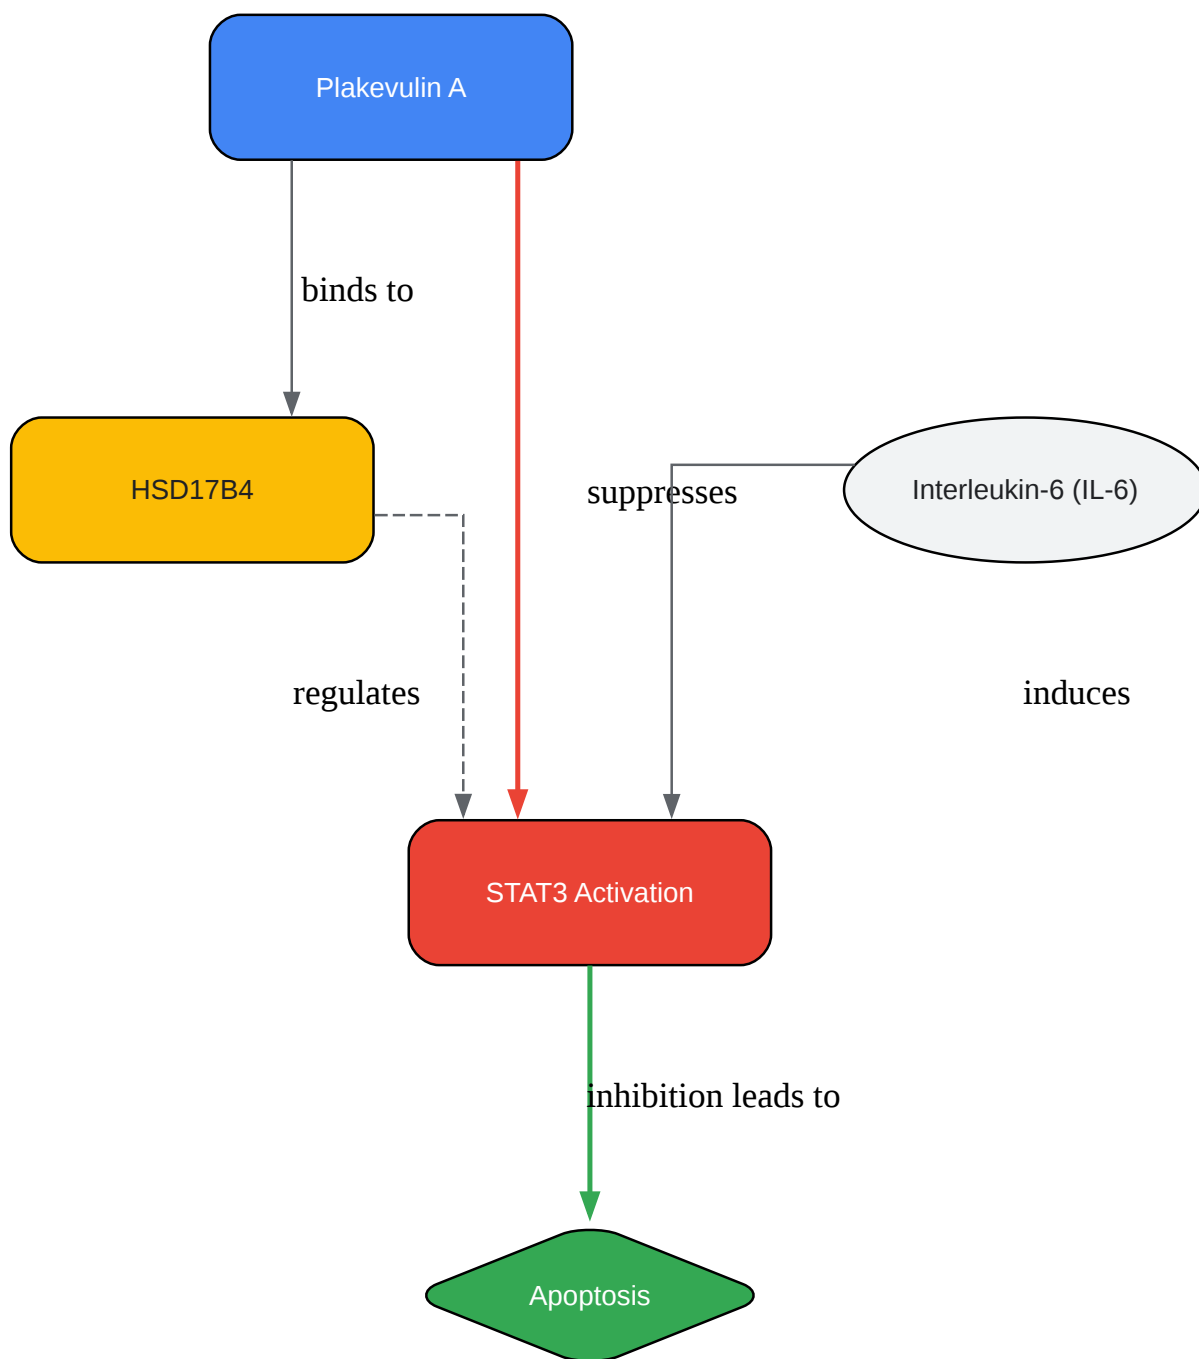 Plakevulin A
binds to
HSD17B4
suppresses
Interleukin-6 (IL-6)
regulates
induces
STAT3 Activation
inhibition leads to
Apoptosis